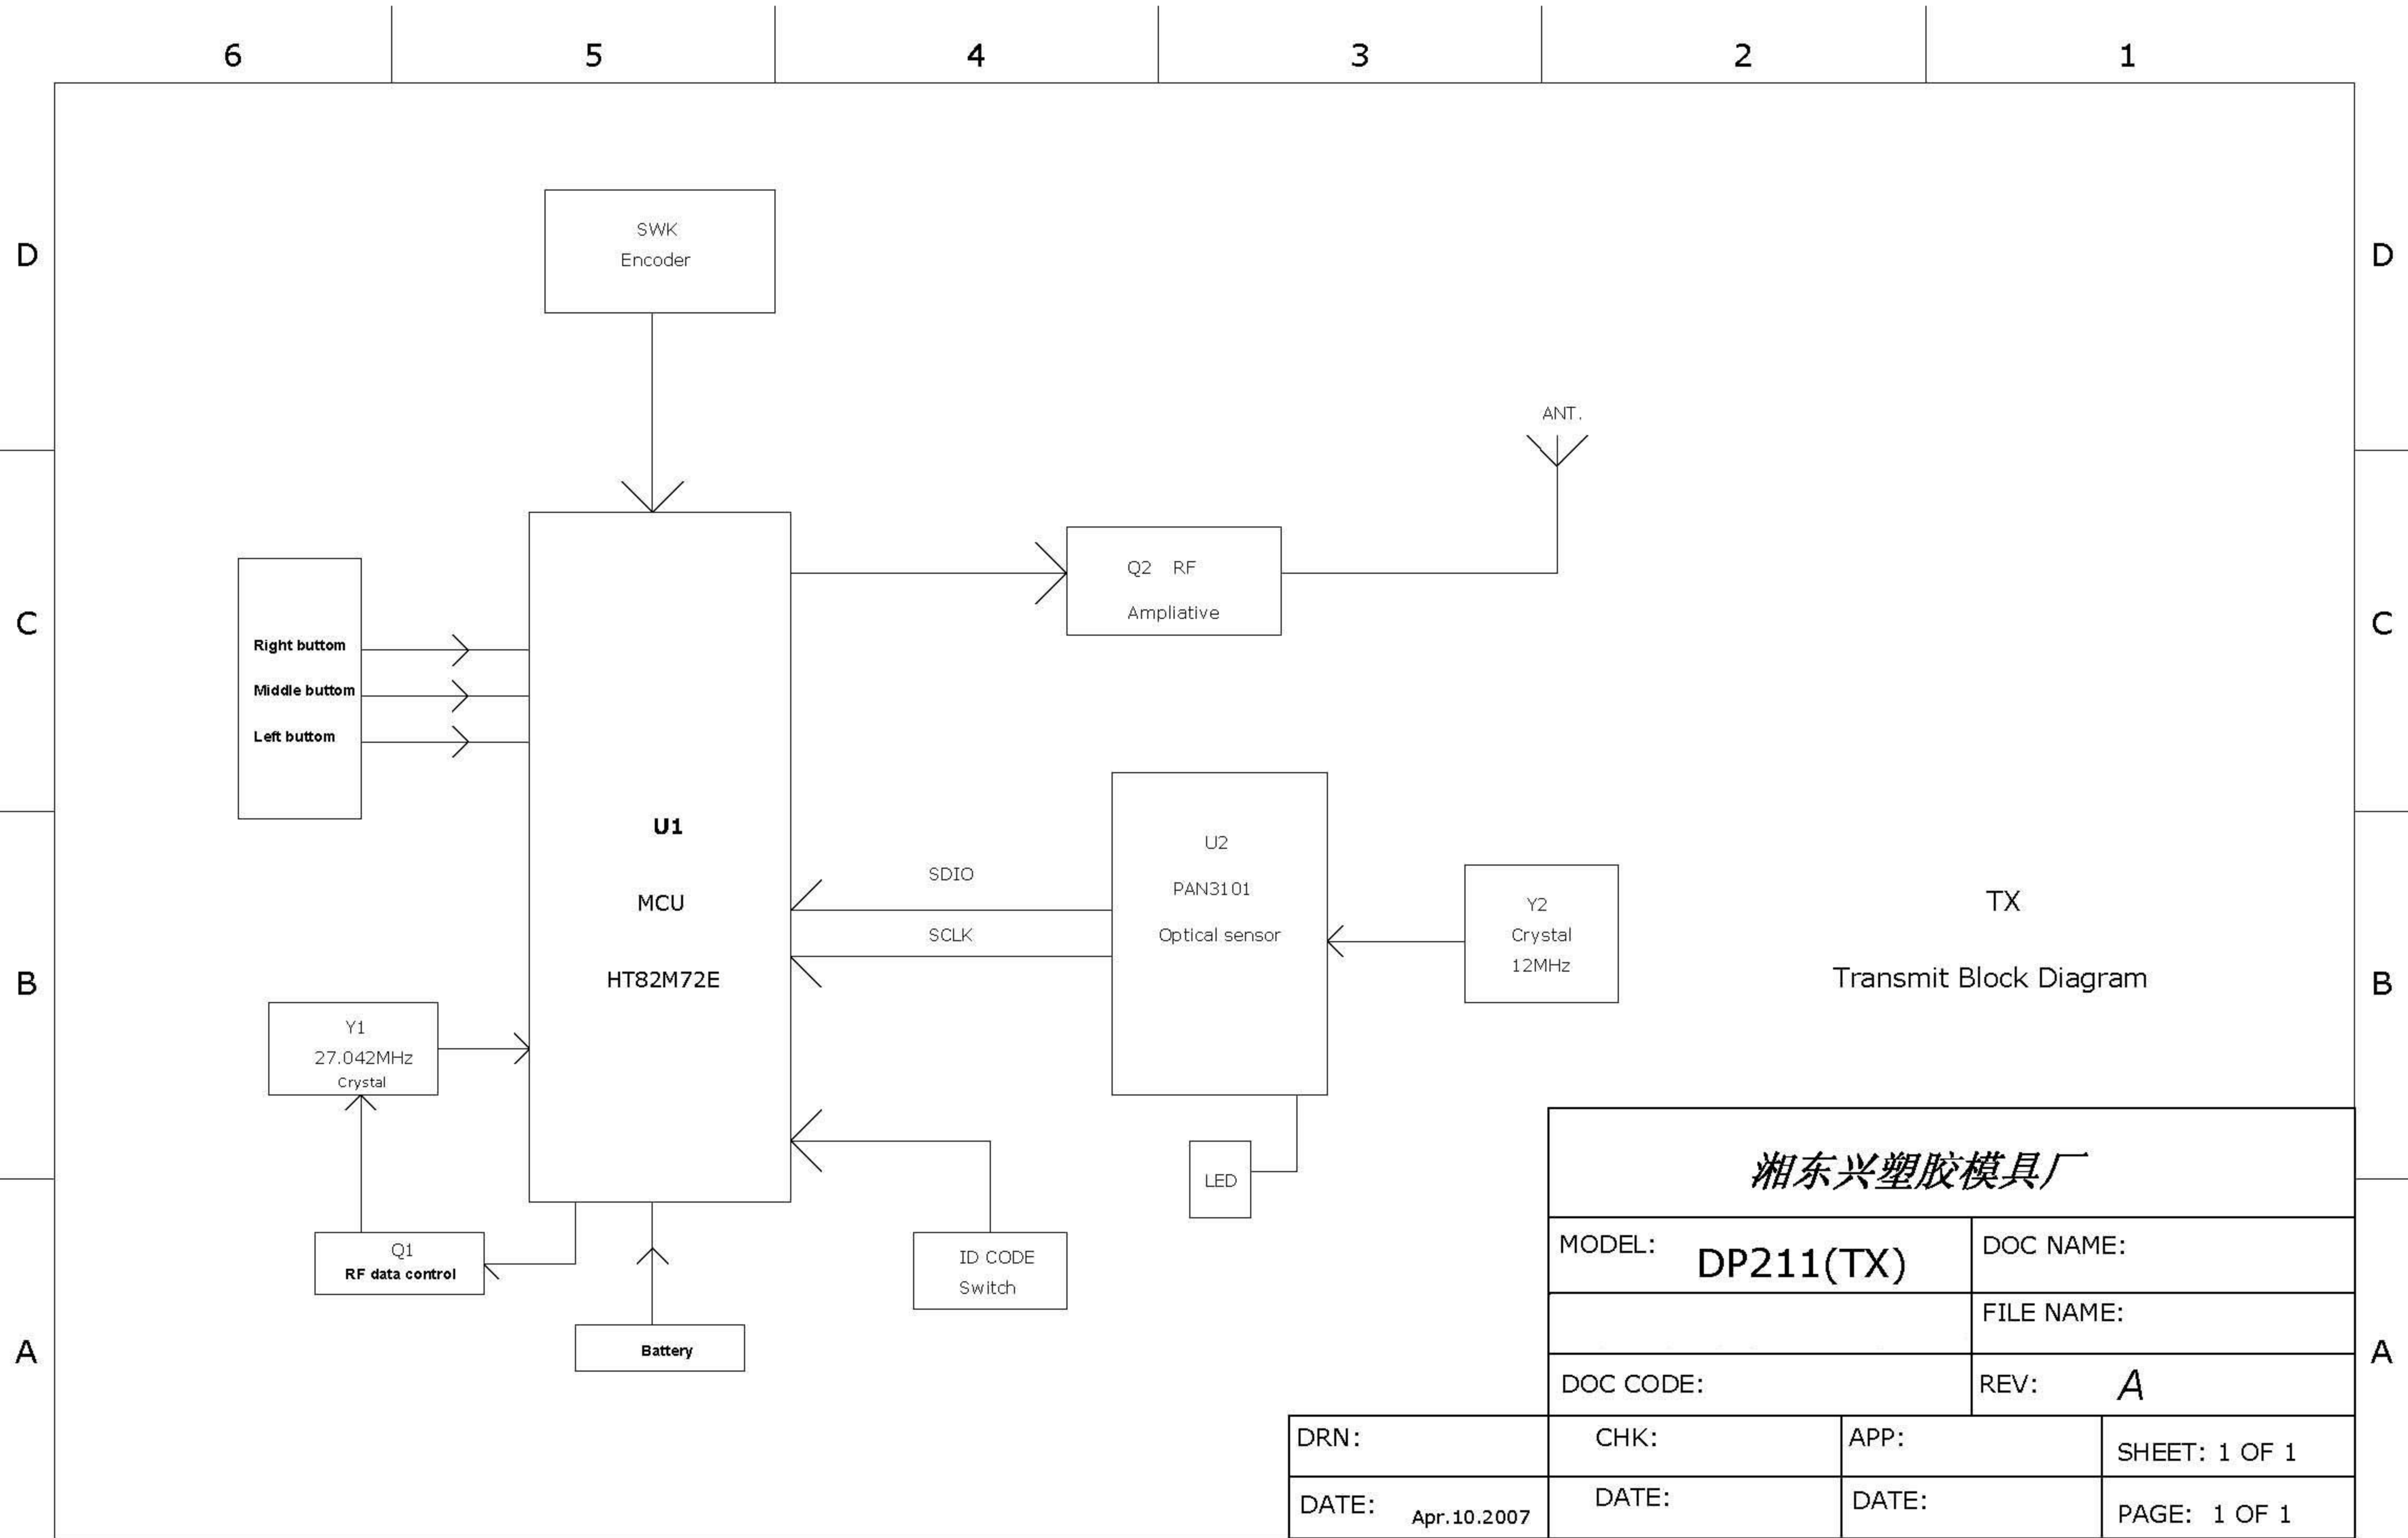 6 5 4 3 2 1
D D
SWK
Encoder
ANT.
C C
Q2 RF
Ampliative
Right buttom
Middle buttom
Left buttom
U1
MCU
HT82M72E
SDIO
SCLK
U2
PAN3101
Optical sensor
Y2
Crystal
12MHz
TX
Transmit Block Diagram
B B
Y1
27.042MHz
Crystal
LED
Q1
RF data control
ID CODE
Switch
Battery
A A
湘东兴塑胶模具厂
MODEL: DP211(TX) DOC NAME:
FILE NAME:
DOC CODE: REV: A
DRN: CHK: APP: SHEET: 1 OF 1
DATE: Apr.10.2007 DATE: DATE: PAGE: 1 OF 1